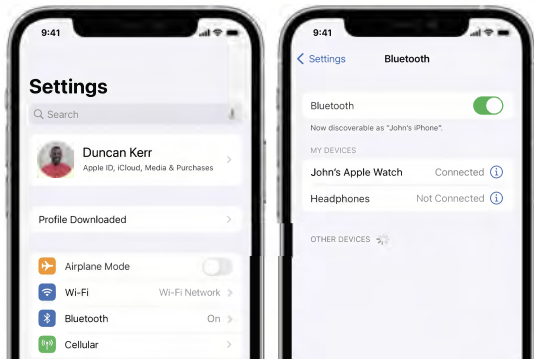 9:41
Settings
Search
Duncan Kerr
Apple ID, iCloud, Media & Purchases
Profile Downloaded
Airplane Mode
Wi-Fi Wi-Fi Network
Bluetooth On
Cellular
9:41
Settings Bluetooth
Bluetooth
Now discoverable as "John's iPhone".
MY DEVICES
John's Apple Watch Connected
Headphones Not Connected
OTHER DEVICES